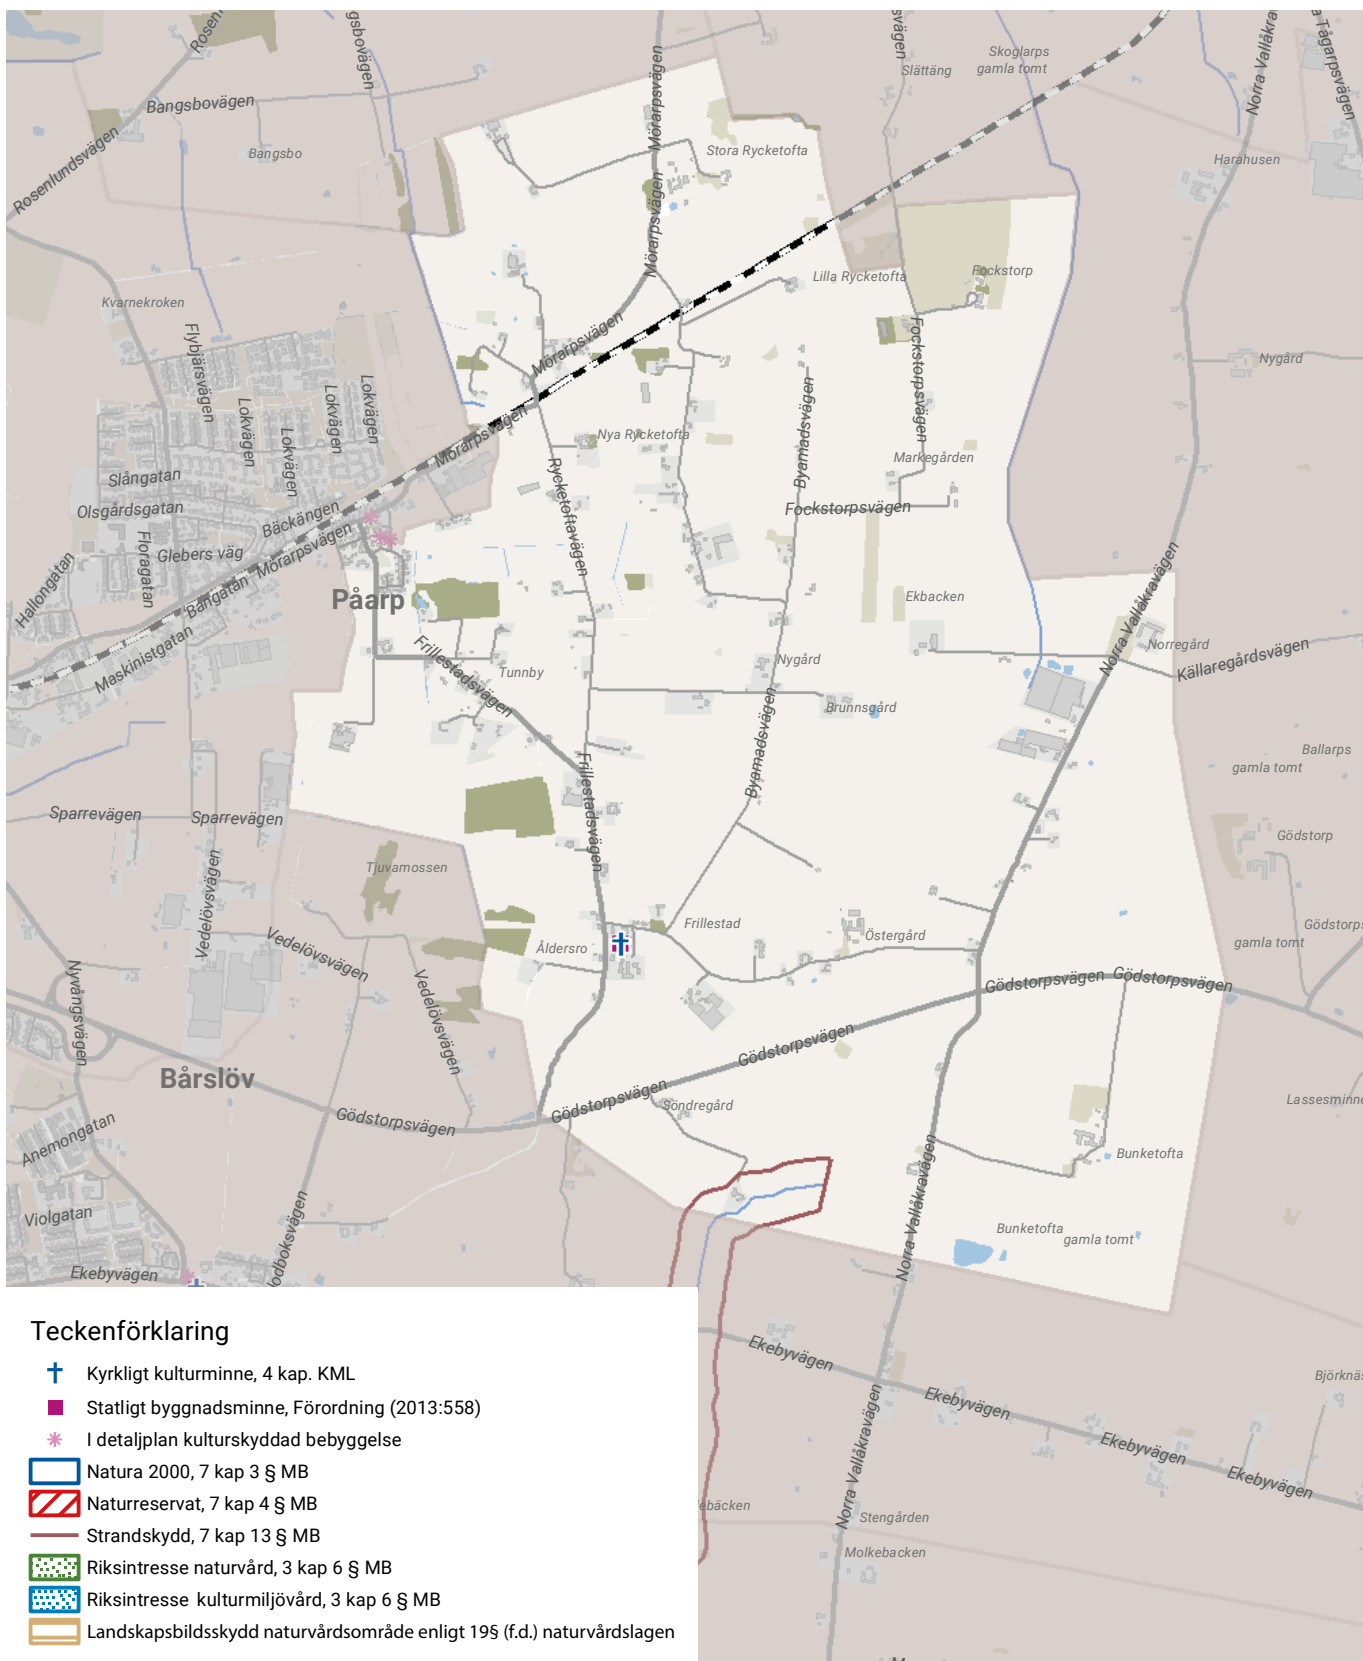 Mörarpsvägen
Skoglarps
gamla tomt
Slättäng
Bangsbovägen
Bangsbo
Mörarpsvägen
Stora Rycketofta
Harahusen
Rosenlundsvägen
Mörarpsvägen
Lilla Rycketofta
Fockstorp
Kvarnekroken
Flybjärsvägen
Mörarpsvägen
Fockstorpsvägen
Nygård
Lokvägen
Lokvägen
Lokvägen
Lokvägen
Mörarpsvägen
Nya Rycketofta
Byamadsvägen
Markegården
Slångatan
Olsgårdsgatan
Bäckängen
Rycketoftavägen
Fockstorpsvägen
Floragatan
Glebers väg
Mörarpsvägen
Hallongatan
Bangatan
Påarp
Ekbacken
Norra Vallåkravägen
Maskinistgatan
Frillestadsvägen
Tunnby
Nygård
Norregård
Källaregårdsvägen
Brunnsgård
Byamadsvägen
Ballarps
gamla tomt
Frillestadsvägen
Sparrevägen
Sparrevägen
Gödstorp
Tjuvamossen
Vedelövsvägen
Vedelövsvägen
Frillestad
Åldersro
Östergård
gamla tomt
Nyvångsvägen
Vedelövsvägen
Gödstorpsvägen
Gödstorpsvägen
Gödstorpsvägen
Bårslöv
Gödstorpsvägen
Söndregård
Gödstorpsvägen
Lassesminne
Anemongatan
Bunketofta
Norra Vallåkravägen
Violgatan
Bunketofta
gamla tomt
Ekebyvägen
Teckenförklaring
Kyrkligt kulturminne, 4 kap. KML
Statligt byggnadsminne, Förordning (2013:558)
I detaljplan kulturskyddad bebyggelse
Natura 2000, 7 kap 3 § MB
Naturreservat, 7 kap 4 § MB
Strandskydd, 7 kap 13 § MB
Riksintresse naturvård, 3 kap 6 § MB
Riksintresse kulturmiljövård, 3 kap 6 § MB
Landskapsbildsskydd naturvårdsområde enligt 19§ (f.d.) naturvårdslagen
Ekebyvägen
Ekebyvägen
Ekebyvägen
Ekebyvägen
Norra Vallåkravägen
Stengården
Molkebacken